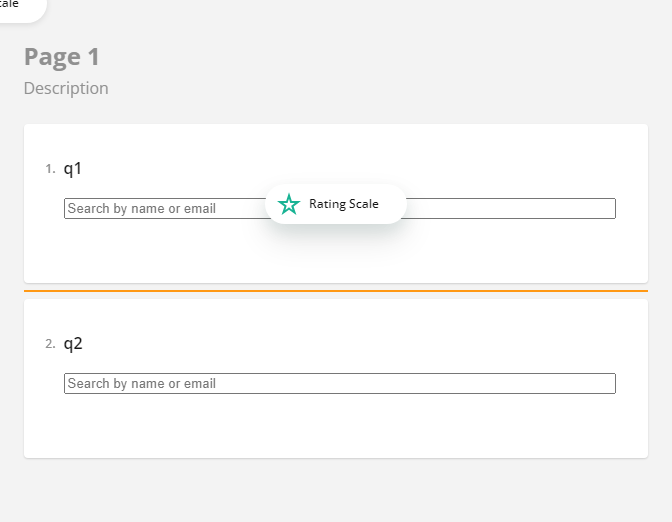 Page 1
Description
1. q1
Search by name or email
Rating Scale
2. q2
Search by name or email